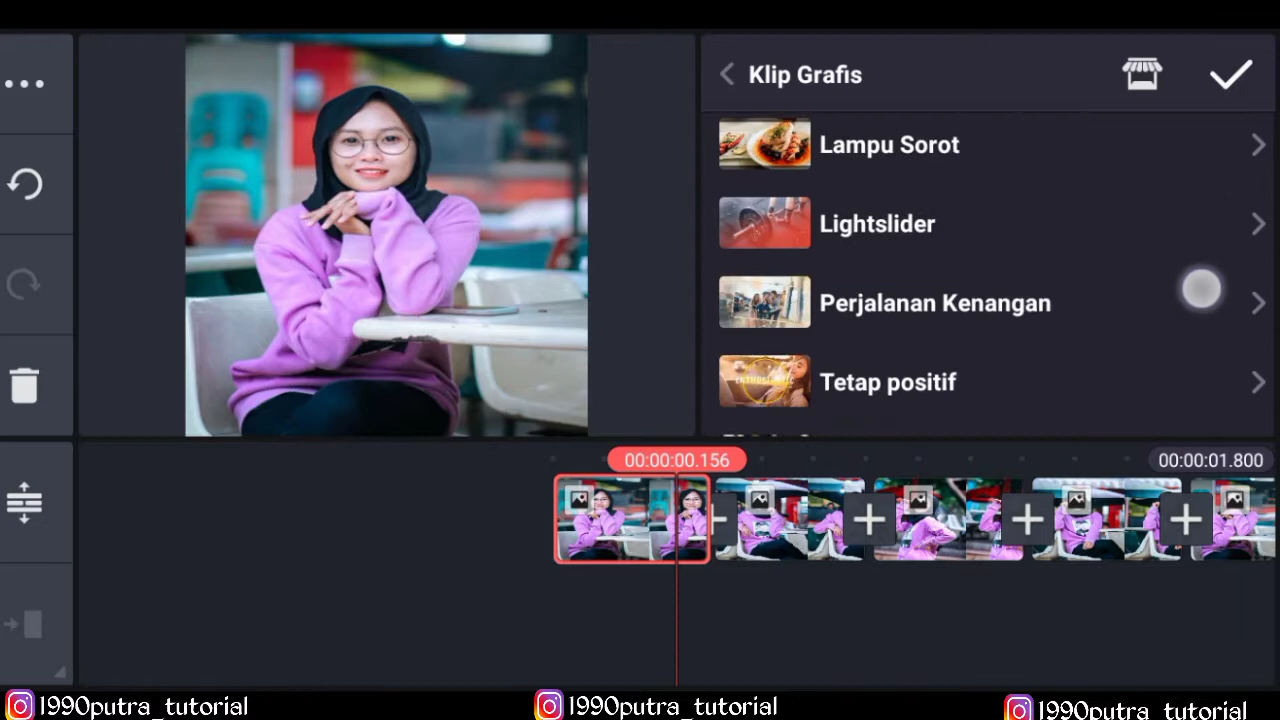 Klip Grafis
Lampu Sorot
Lightslider
Perjalanan Kenangan
Tetap positif
00:00:00.156
00:00:01.800
1990putra_tutorial
1990putra_tutorial
1990putra_tutorial